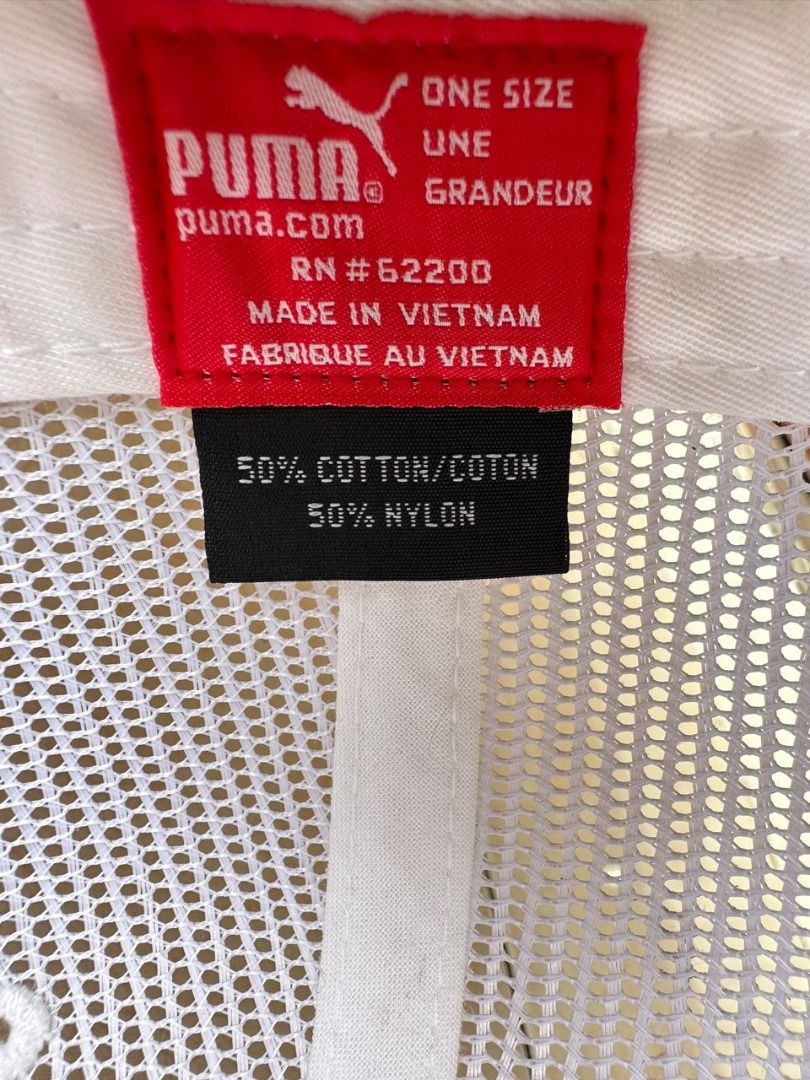 PUMA©
puma.com
ONE SIZE
UNE
GRANDEUR
RN # 62200
MADE IN VIETNAM
FABRIQUE AU VIETNAM
50% COTTON/COTON
50% NYLON